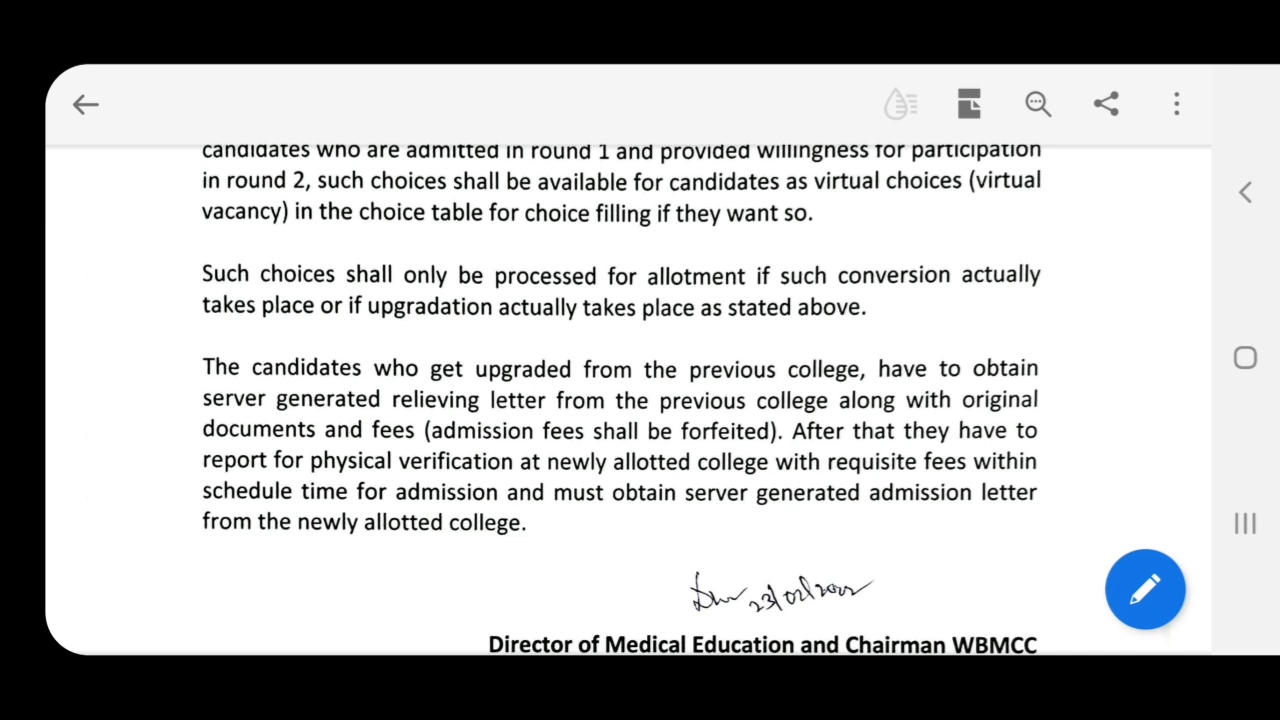 candidates who are admitted in round 1 and provided willingness for participation
in round 2, such choices shall be available for candidates as virtual choices (virtual
vacancy) in the choice table for choice filling if they want so.
Such choices shall only be processed for allotment if such conversion actually
takes place or if upgradation actually takes place as stated above.
The candidates who get upgraded from the previous college, have to obtain
server generated relieving letter from the previous college along with original
documents and fees (admission fees shall be forfeited). After that they have to
report for physical verification at newly allotted college with requisite fees within
schedule time for admission and must obtain server generated admission letter
from the newly allotted college.
23/02/2022
Director of Medical Education and Chairman WBMCC